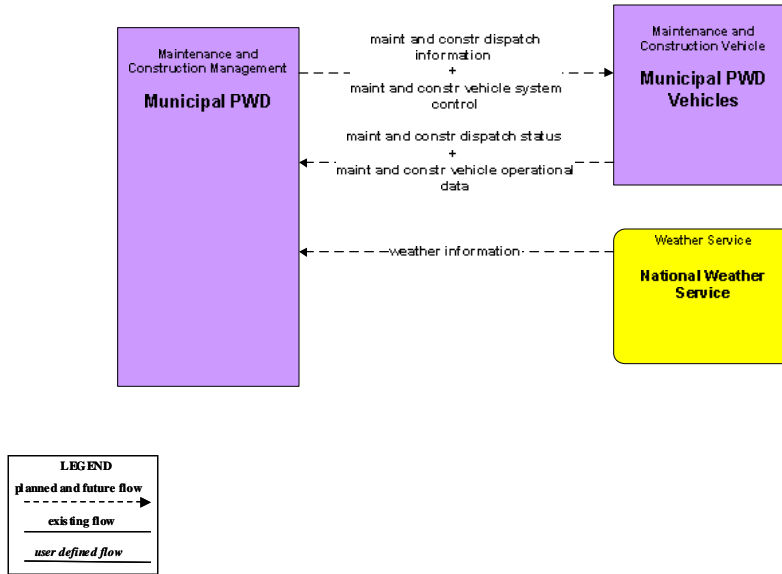 Maintenance and
Construction Management
Municipal PWD
maint and constr dispatch
information
+
maint and constr vehicle system
control
Maintenance and
Construction Vehicle
Municipal PWD
Vehicles
maint and constr dispatch status
+
maint and constr vehicle operational
data
weather information
Weather Service
National Weather
Service
LEGEND
planned and future flow
existing flow
user defined flow